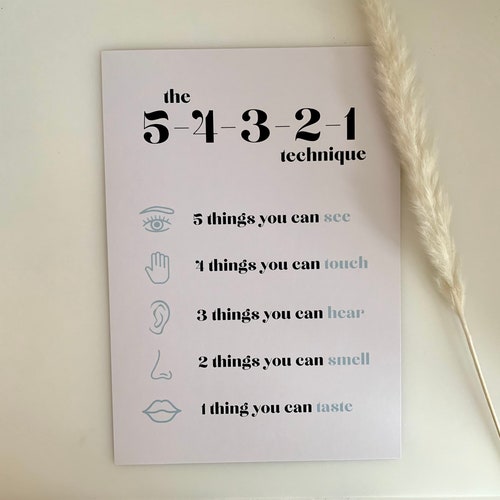 the
5-4-3-2-1
technique
5 things you can see
4 things you can touch
3 things you can hear
2 things you can smell
1 thing you can taste